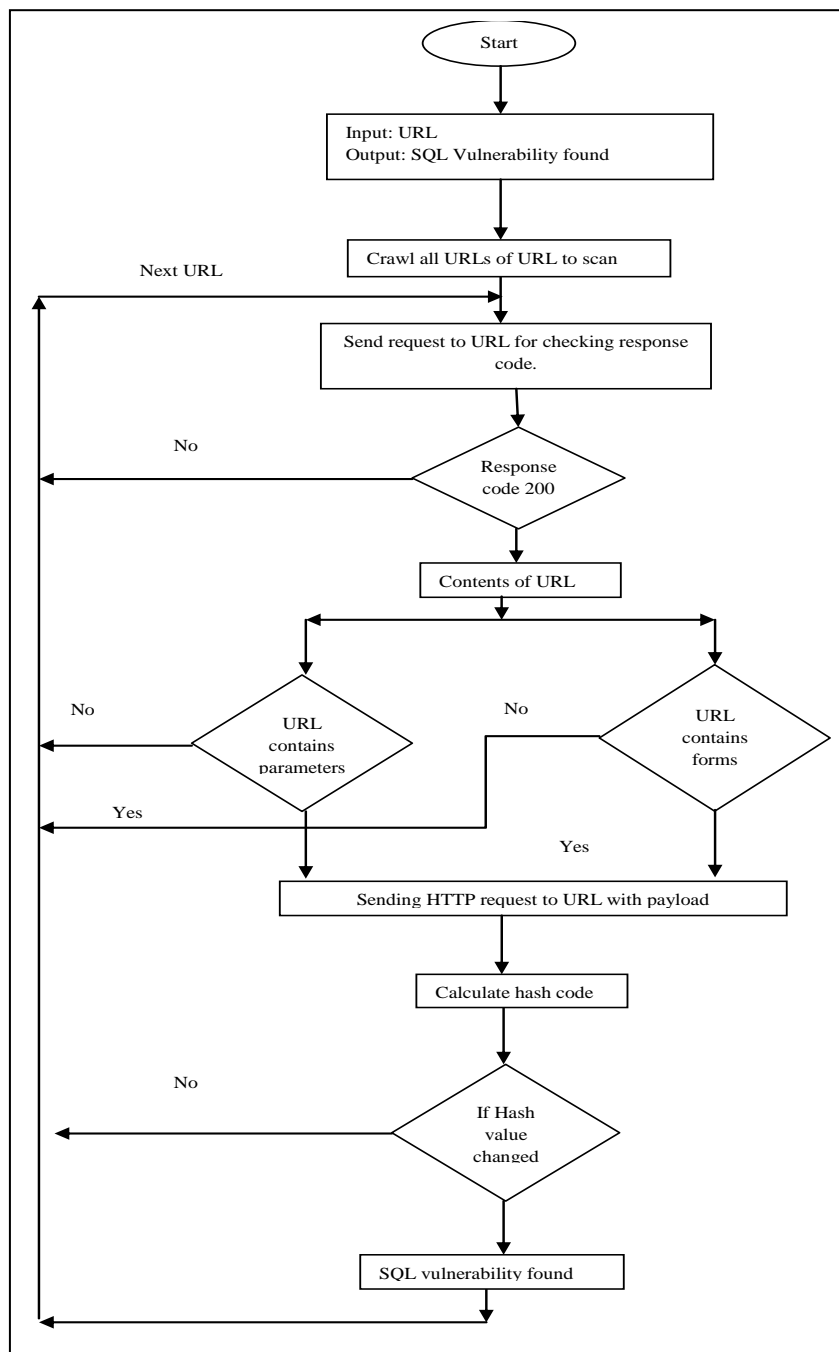 Start
Input: URL
Output: SQL Vulnerability found
Crawl all URLs of URL to scan
Next URL
Send request to URL for checking response
code.
No
Response
code 200
Contents of URL
No
URL
contains
parameters
No
URL
contains
forms
Yes
Yes
Sending HTTP request to URL with payload
Calculate hash code
No
If Hash
value
changed
SQL vulnerability found